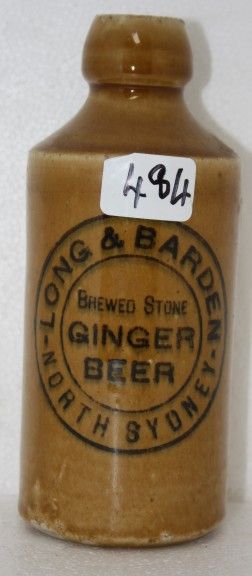 484
LONG & BARDEN
BREWED STONE
GINGER
BEER
-NORTH SYDNEY-